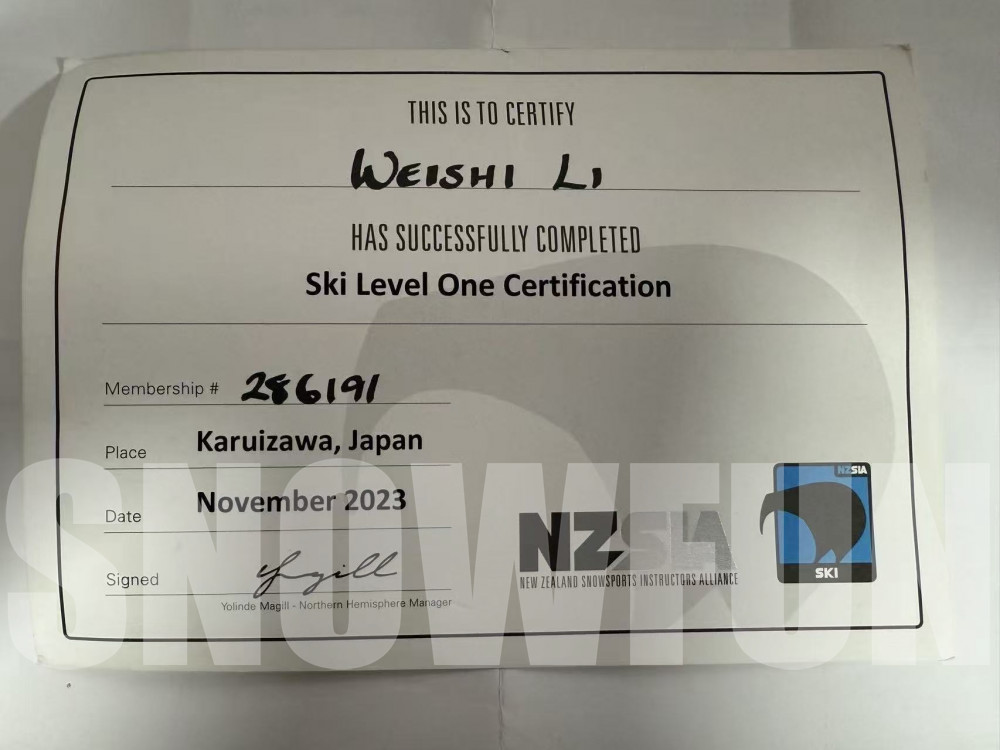 THIS IS TO CERTIFY
WEISHI LI
HAS SUCCESSFULLY COMPLETED
Ski Level One Certification
Membership # 286191
Place Karuizawa, Japan
Date November 2023
Signed Ymgill
Yolinde Magill - Northern Hemisphere Manager
NZSIA
NEW ZEALAND SNOWSPORTS INSTRUCTORS ALLIANCE
NZSIA
SKI
SNOWFUN